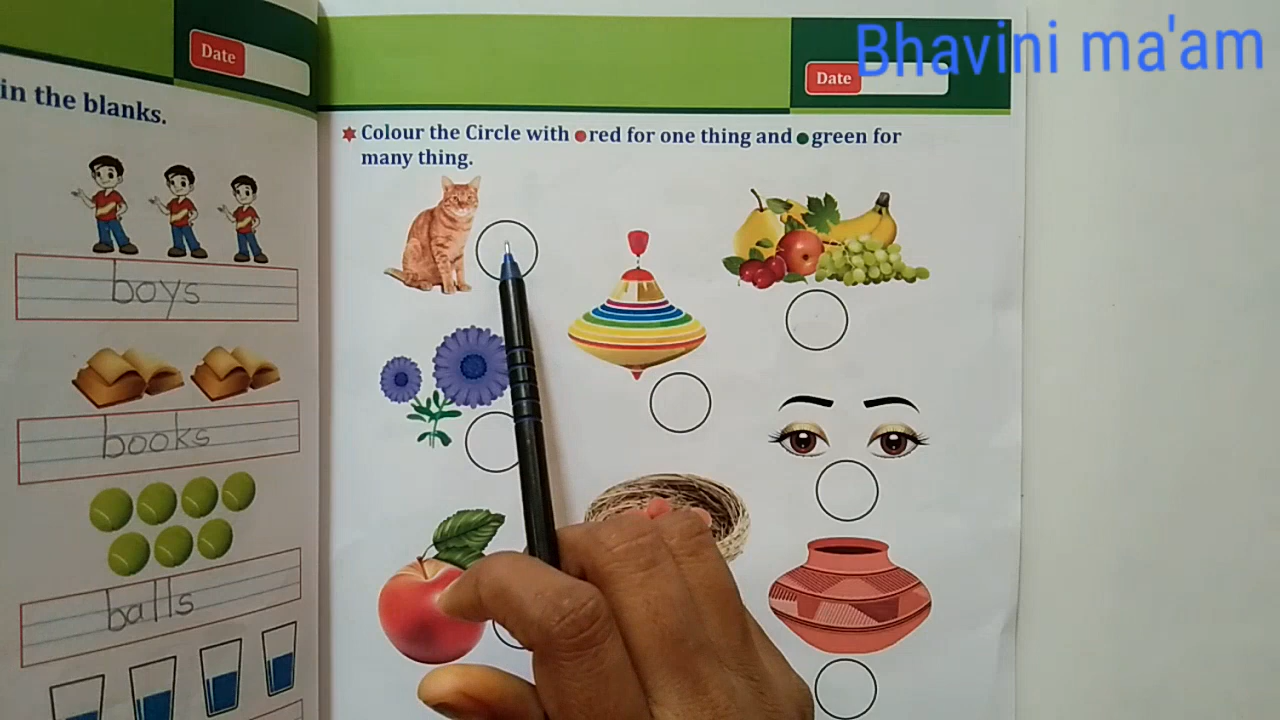 Bhavini ma'am
Date
in the blanks.
boys
books
balls
Date
Colour the Circle with red for one thing and green for
many thing.